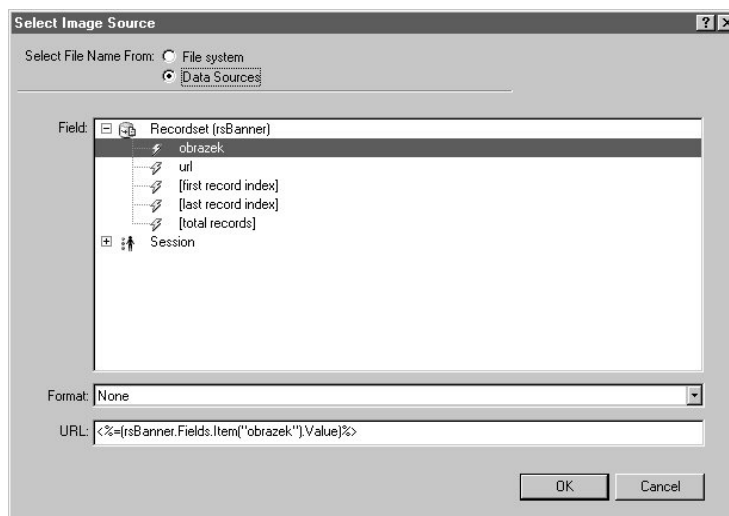 Select Image Source
Select File Name From: File system
Data Sources
Field: Recordset (rsBanner)
obrazek
url
[first record index]
[last record index]
[total records]
Session
Format: None
URL: <%=(rsBanner.Fields.Item("obrazek").Value)%>
OK Cancel